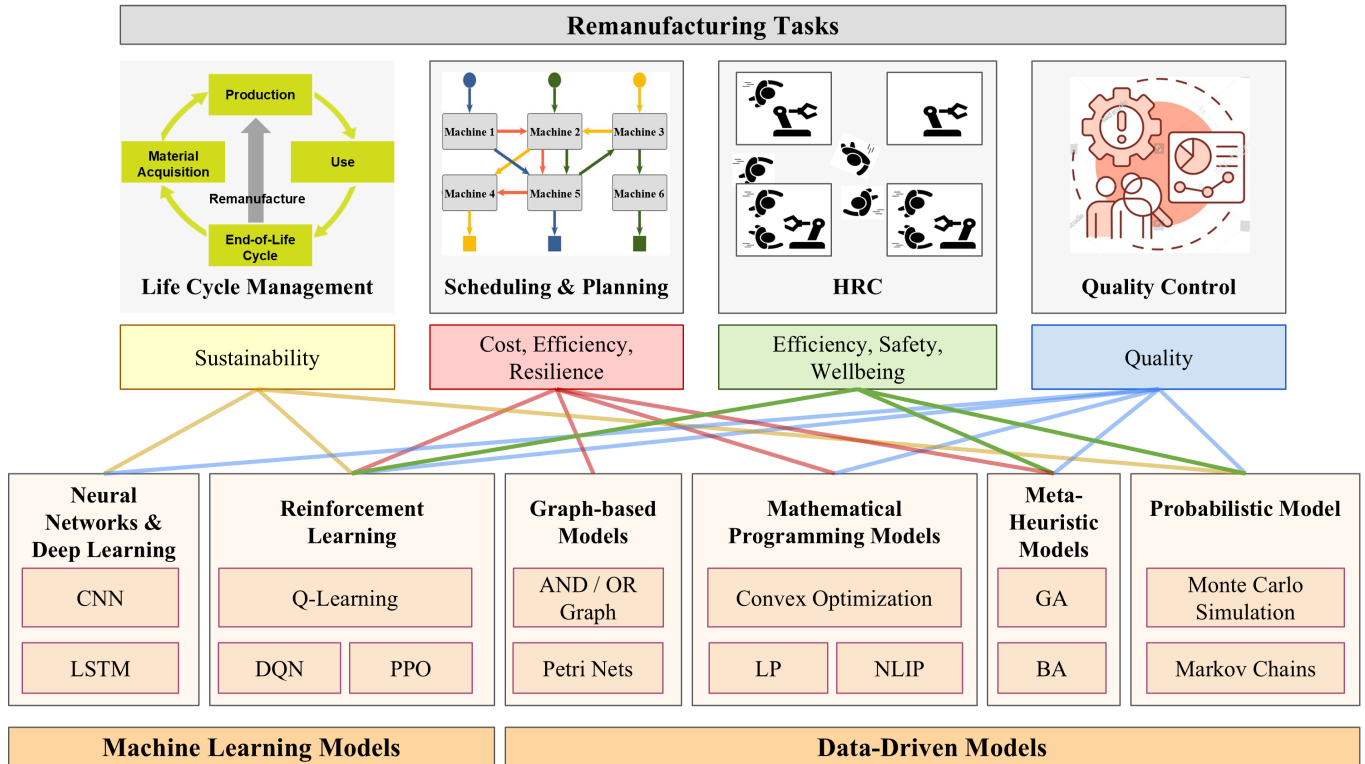 Remanufacturing Tasks
Production
Material
Acquisition
Use
Remanufacture
End-of-Life
Cycle
Life Cycle Management
Machine 1
Machine 2
Machine 3
Machine 4
Machine 5
Machine 6
Scheduling & Planning
HRC
Quality Control
Sustainability
Cost, Efficiency,
Resilience
Efficiency, Safety,
Wellbeing
Quality
Neural
Networks &
Deep Learning
CNN
LSTM
Reinforcement
Learning
Q-Learning
DQN
PPO
Graph-based
Models
AND / OR
Graph
Petri Nets
Mathematical
Programming Models
Convex Optimization
LP
NLIP
Meta-
Heuristic
Models
GA
BA
Probabilistic Model
Monte Carlo
Simulation
Markov Chains
Machine Learning Models
Data-Driven Models